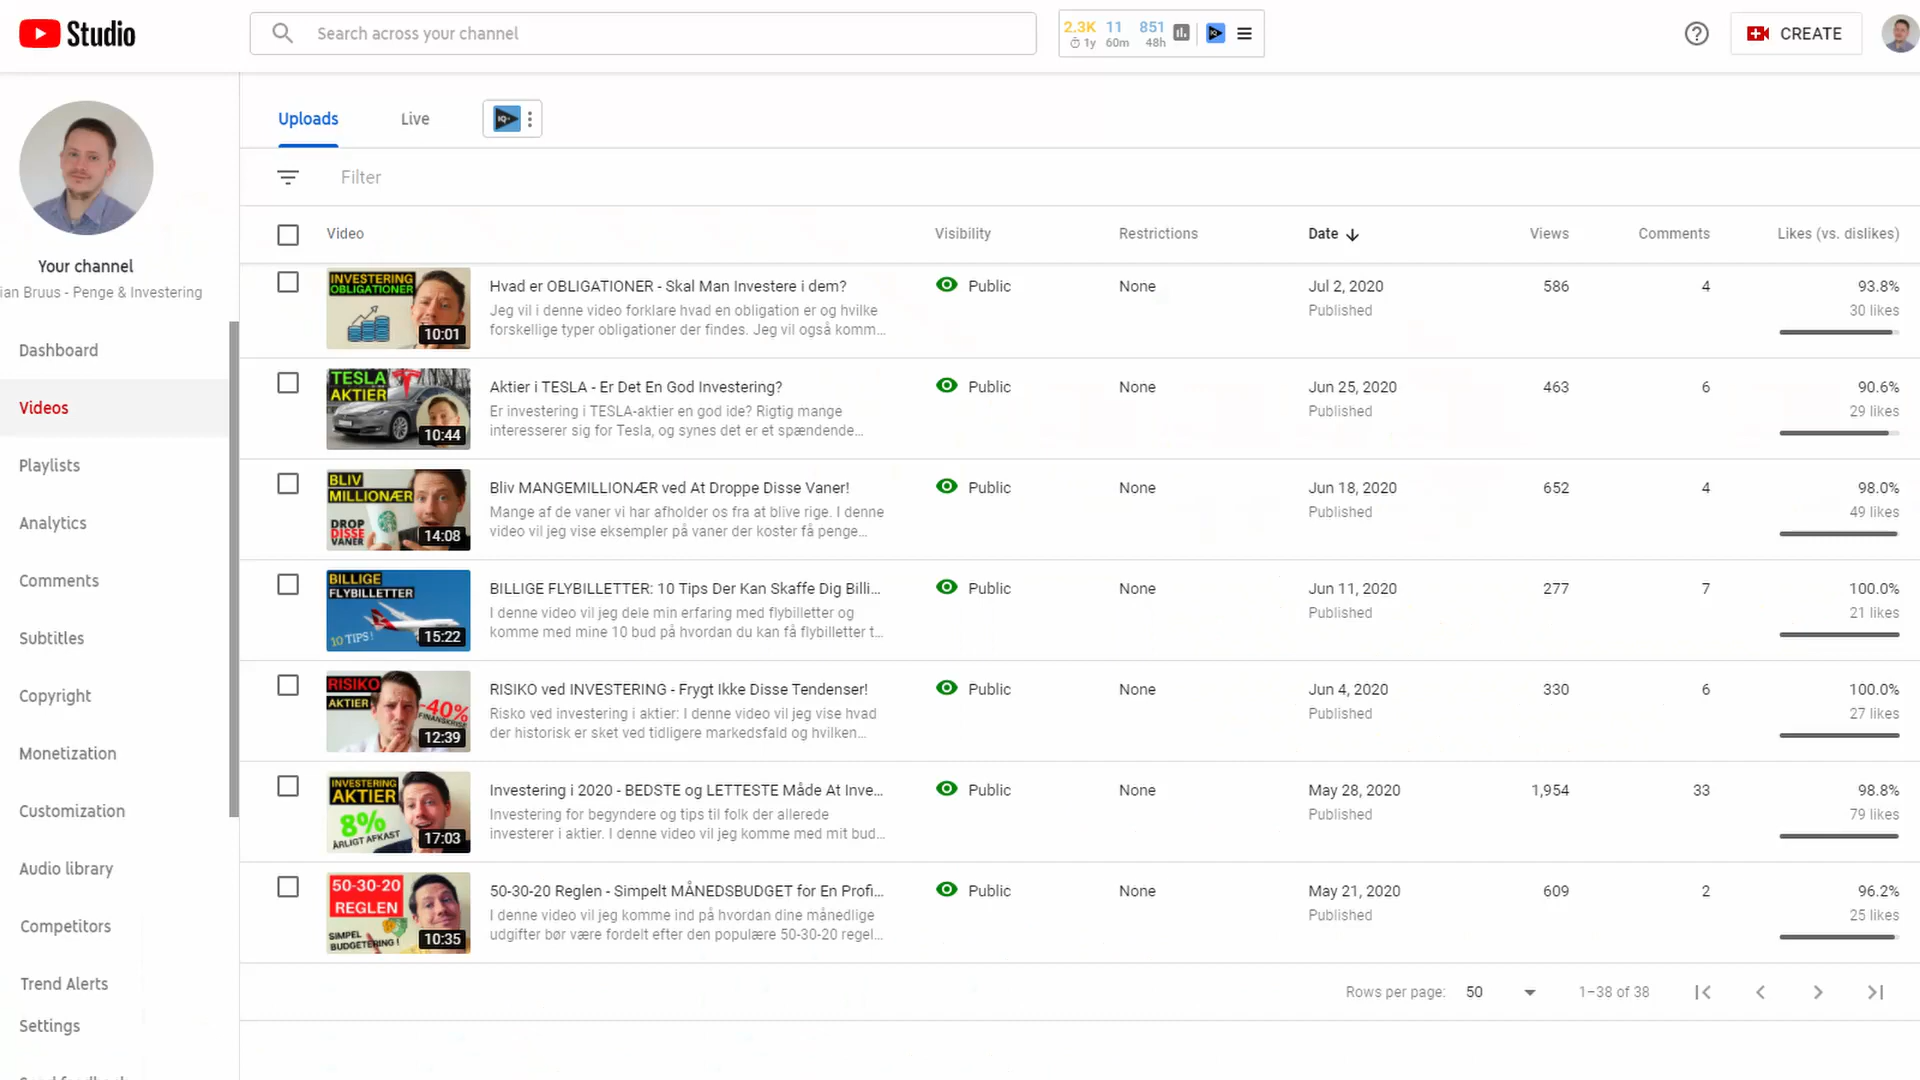 Studio
Search across your channel
2.3K 11 851
1y 60m 48h
CREATE
Your channel
ian Bruus - Penge & Investering
Dashboard
Videos
Playlists
Analytics
Comments
Subtitles
Copyright
Monetization
Customization
Audio library
Competitors
Trend Alerts
Settings
Uploads Live IQ
Filter
Video Visibility Restrictions Date Views Comments Likes (vs. dislikes)
INVESTERING
OBLIGATIONER
10:01
Hvad er OBLIGATIONER - Skal Man Investere i dem?
Jeg vil i denne video forklare hvad en obligation er og hvilke
forskellige typer obligationer der findes. Jeg vil også komm...
Public None Jul 2, 2020 586 4 93.8%
Published 30 likes
TESLA
AKTIER
10:44
Aktier i TESLA - Er Det En God Investering?
Er investering i TESLA-aktier en god ide? Rigtig mange
interesserer sig for Tesla, og synes det er et spændende...
Public None Jun 25, 2020 463 6 90.6%
Published 29 likes
BLIV
MILLIONÆR
DROP
DISSE
VANER
14:08
Bliv MANGEMILLIONÆR ved At Droppe Disse Vaner!
Mange af de vaner vi har afholder os fra at blive rige. I denne
video vil jeg vise eksempler på vaner der koster få penge...
Public None Jun 18, 2020 652 4 98.0%
Published 49 likes
BILLIGE
FLYBILLETTER
10 TIPS!
15:22
BILLIGE FLYBILLETTER: 10 Tips Der Kan Skaffe Dig Billi...
I denne video vil jeg dele min erfaring med flybilletter og
komme med mine 10 bud på hvordan du kan få flybilletter t...
Public None Jun 11, 2020 277 7 100.0%
Published 21 likes
RISIKO
AKTIER
-40%
FINANSKRISE
12:39
RISIKO ved INVESTERING - Frygt Ikke Disse Tendenser!
Risko ved investering i aktier: I denne video vil jeg vise hvad
der historisk er sket ved tidligere markedsfald og hvilken...
Public None Jun 4, 2020 330 6 100.0%
Published 27 likes
INVESTERING
AKTIER
8%
ÅRLIGT AFKAST
17:03
Investering i 2020 - BEDSTE og LETTESTE Måde At Inve...
Investering for begyndere og tips til folk der allerede
investerer i aktier. I denne video vil jeg komme med mit bud...
Public None May 28, 2020 1,954 33 98.8%
Published 79 likes
50-30-20
REGLEN
SIMPEL
BUDGETERING!
10:35
50-30-20 Reglen - Simpelt MÅNEDSBUDGET for En Profi...
I denne video vil jeg komme ind på hvordan dine månedlige
udgifter bør være fordelt efter den populære 50-30-20 regel...
Public None May 21, 2020 609 2 96.2%
Published 25 likes
Rows per page: 50 1–38 of 38